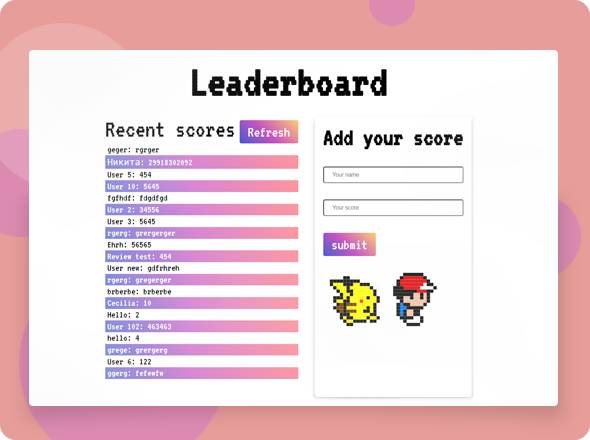 Leaderboard
Recent scores
Refresh
geger: rgrger
Никита: 29918302092
User 5: 454
User 10: 5645
fgfhdf: fdgdfgd
User 2: 34556
User 3: 5645
rgerg: grergerger
Ehrh: 56565
Review test: 454
User new: gdfrhreh
rgerg: gregerger
brberbe: brberbe
Cecilia: 10
Hello: 2
User 102: 463463
hello: 4
grege: grergerg
User 6: 122
ggerg: fefewfw
Add your score
Your name
Your score
submit